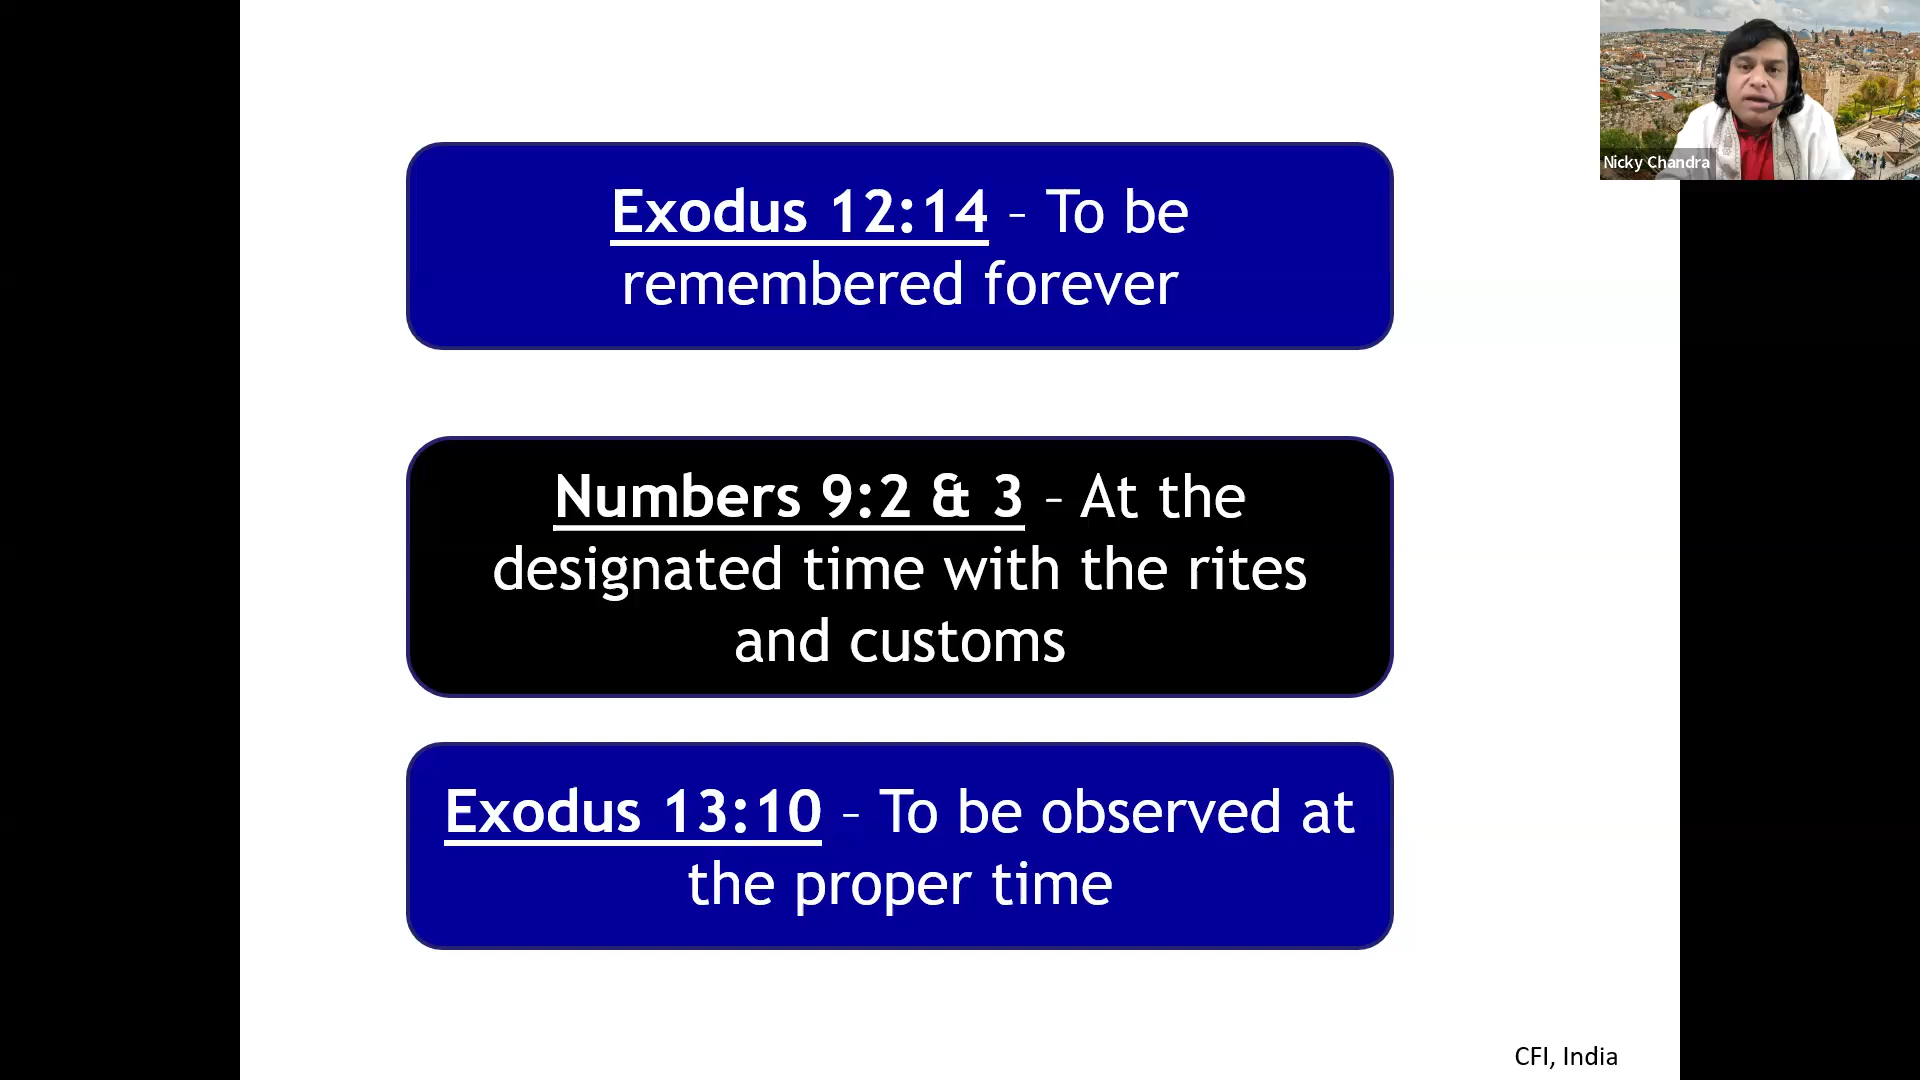 Exodus 12:14 – To be
remembered forever
Nicky Chandra
Numbers 9:2 & 3 – At the
designated time with the rites
and customs
Exodus 13:10 – To be observed at
the proper time
CFI, India